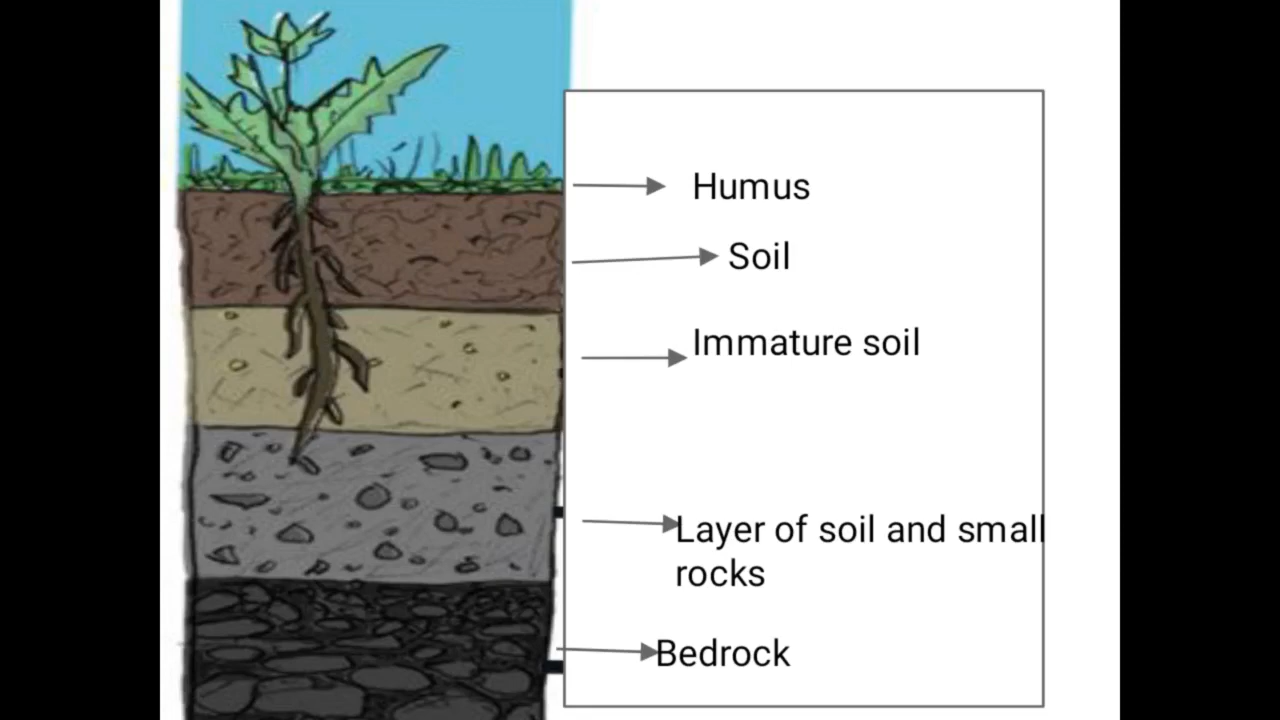 Humus
Soil
Immature soil
Layer of soil and small
rocks
Bedrock